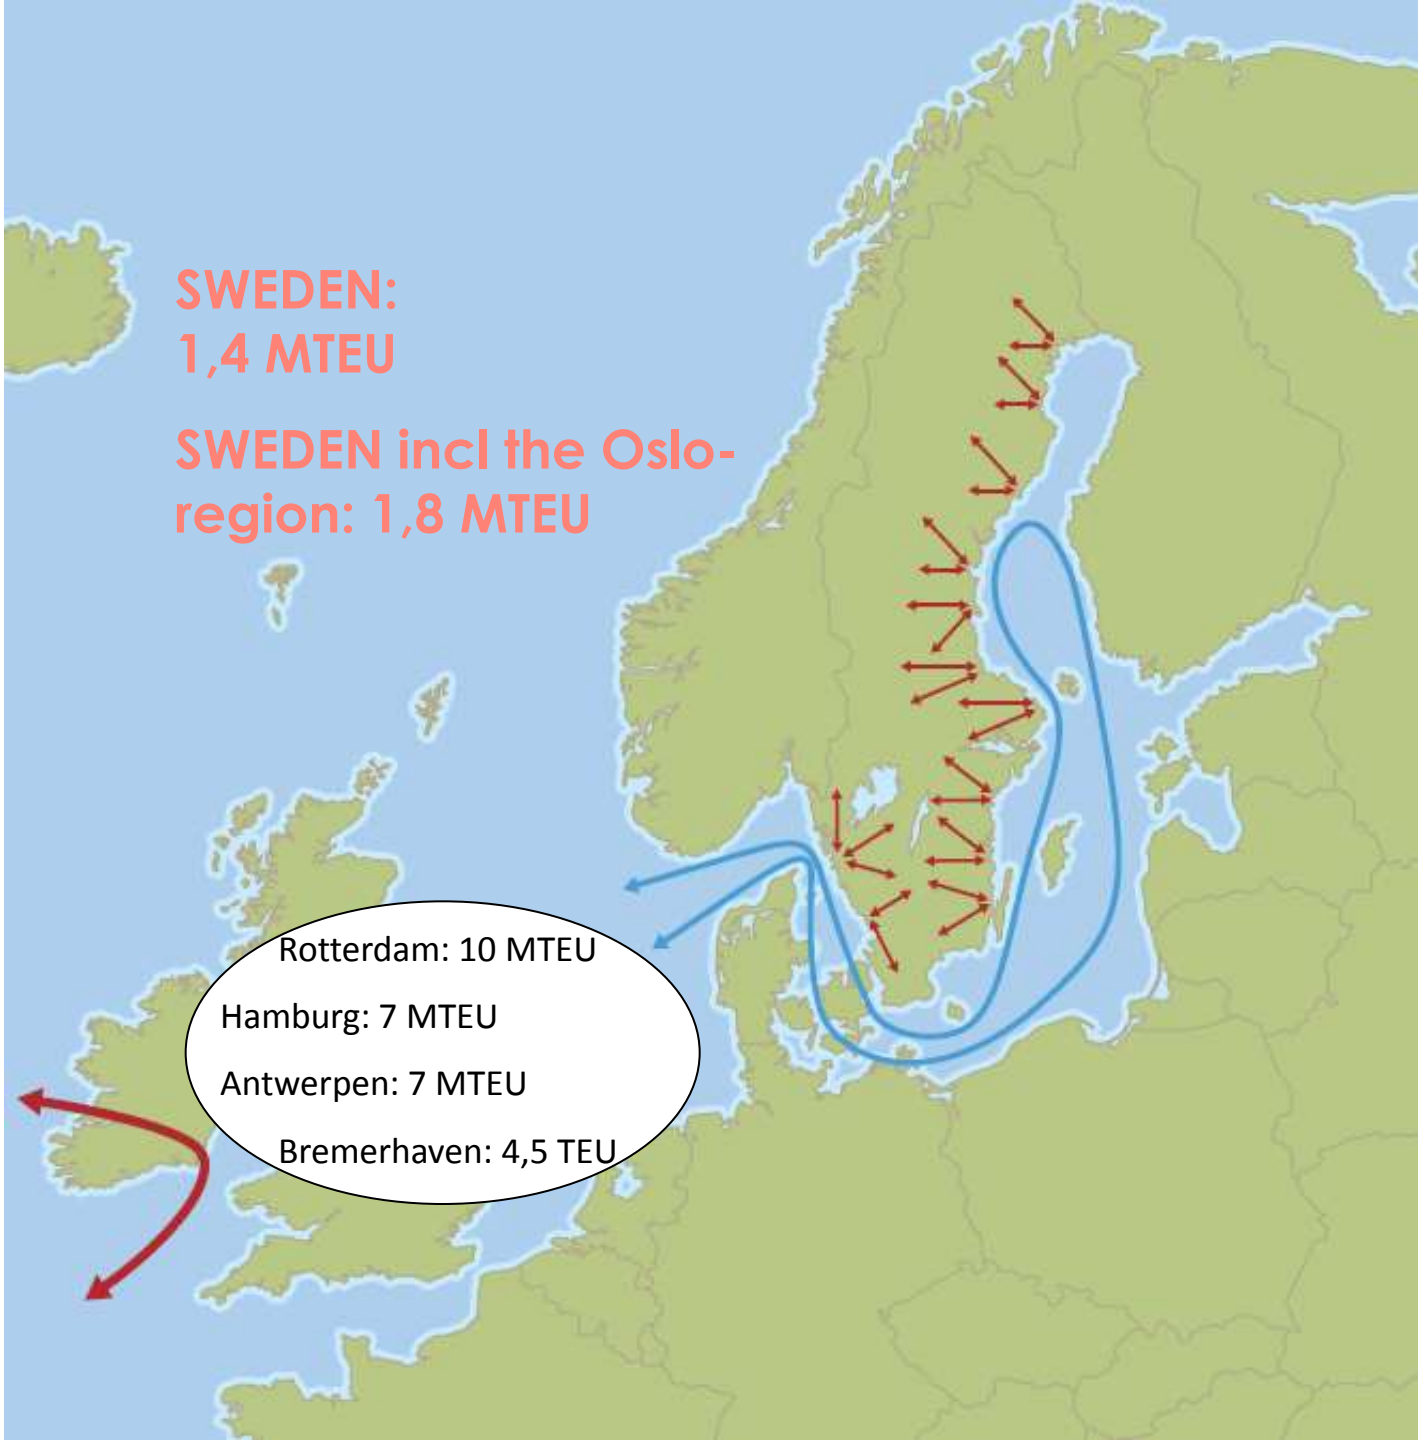 SWEDEN:
1,4 MTEU
SWEDEN incl the Oslo-
region: 1,8 MTEU
Rotterdam: 10 MTEU
Hamburg: 7 MTEU
Antwerpen: 7 MTEU
Bremerhaven: 4,5 TEU